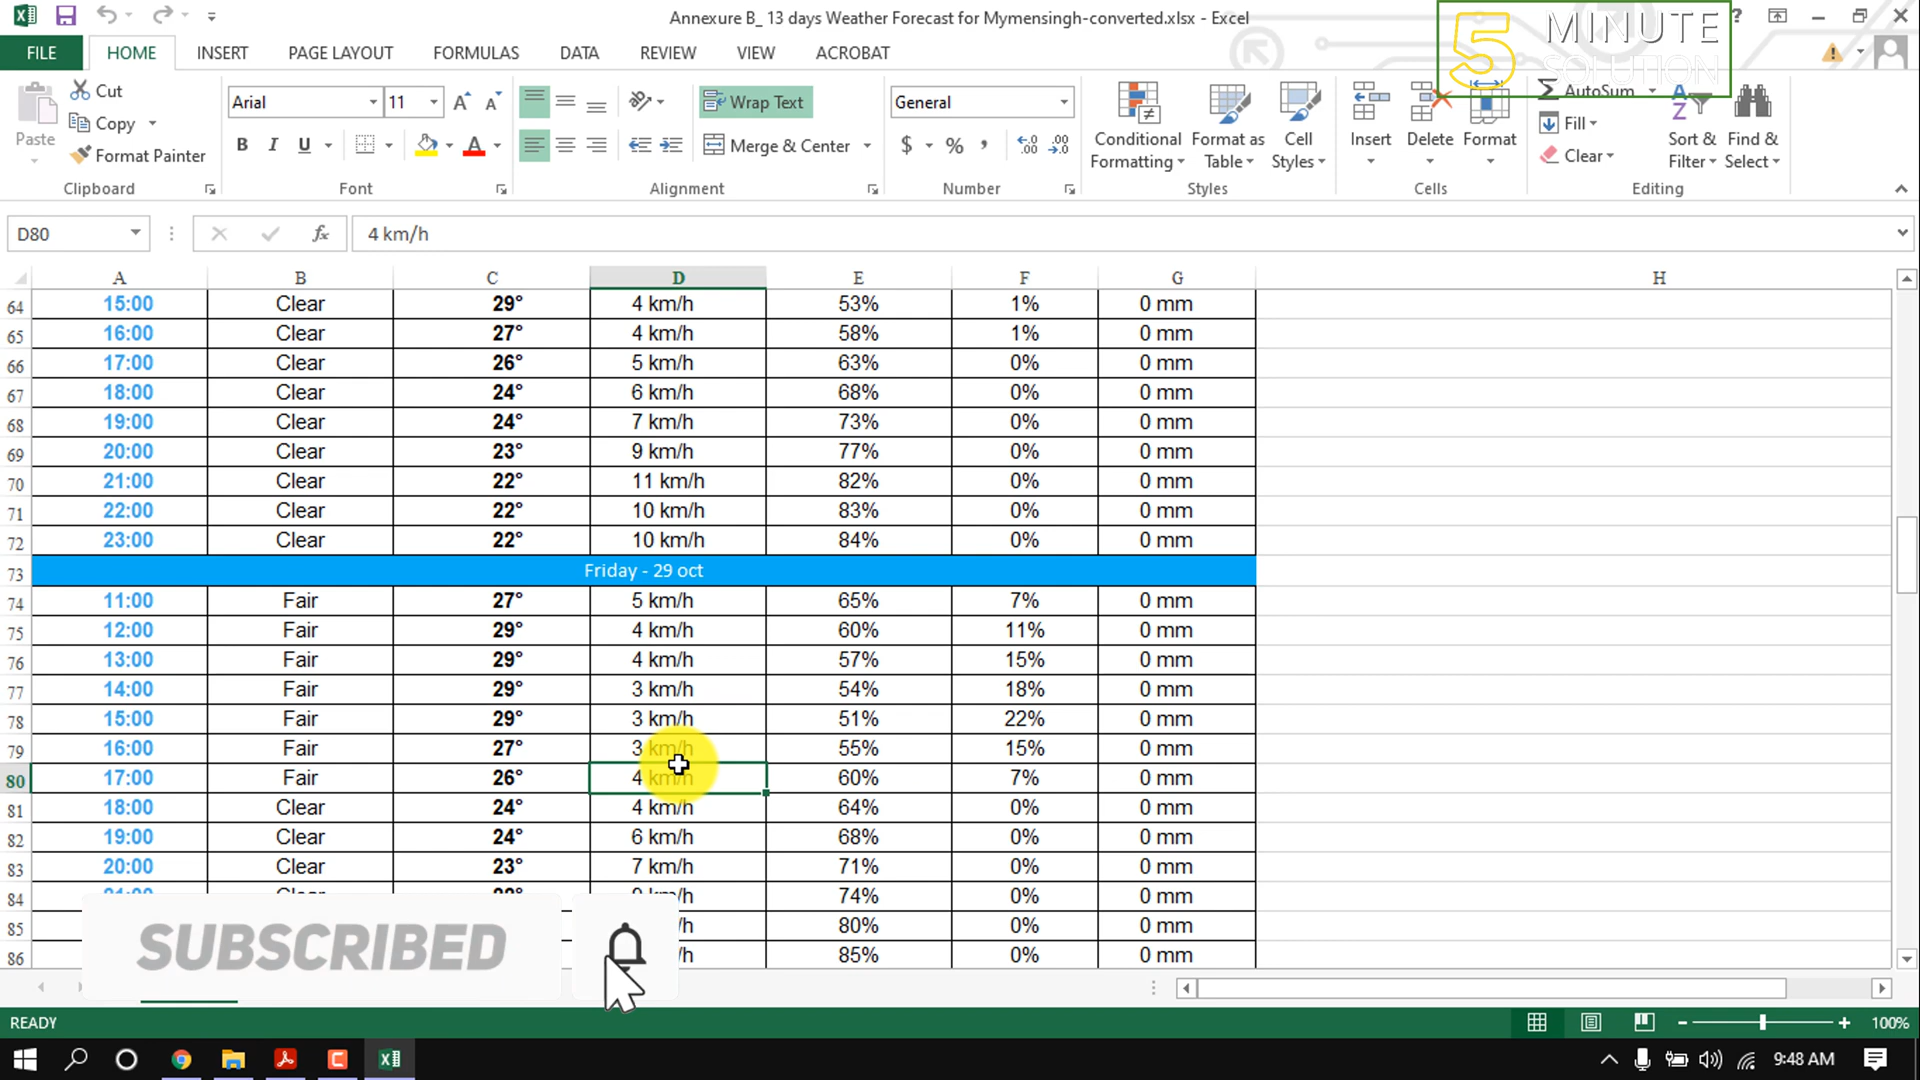 Annexure B_ 13 days Weather Forecast for Mymensingh-converted.xlsx - Excel
5 MINUTE
SOLUTION
FILE HOME INSERT PAGE LAYOUT FORMULAS DATA REVIEW VIEW ACROBAT
Paste
Cut
Copy
Format Painter
Clipboard
Arial 11
B I U
Font
Wrap Text
Merge & Center
Alignment
General
$ %
Number
Conditional Formatting
Format as Table
Cell Styles
Styles
Insert Delete Format
Cells
AutoSum
Fill
Clear
Sort & Filter
Find & Select
Editing
D80 fx 4 km/h
A B C D E F G H
64 15:00 Clear 29° 4 km/h 53% 1% 0 mm
65 16:00 Clear 27° 4 km/h 58% 1% 0 mm
66 17:00 Clear 26° 5 km/h 63% 0% 0 mm
67 18:00 Clear 24° 6 km/h 68% 0% 0 mm
68 19:00 Clear 24° 7 km/h 73% 0% 0 mm
69 20:00 Clear 23° 9 km/h 77% 0% 0 mm
70 21:00 Clear 22° 11 km/h 82% 0% 0 mm
71 22:00 Clear 22° 10 km/h 83% 0% 0 mm
72 23:00 Clear 22° 10 km/h 84% 0% 0 mm
73 Friday - 29 oct
74 11:00 Fair 27° 5 km/h 65% 7% 0 mm
75 12:00 Fair 29° 4 km/h 60% 11% 0 mm
76 13:00 Fair 29° 4 km/h 57% 15% 0 mm
77 14:00 Fair 29° 3 km/h 54% 18% 0 mm
78 15:00 Fair 29° 3 km/h 51% 22% 0 mm
79 16:00 Fair 27° 3 km/h 55% 15% 0 mm
80 17:00 Fair 26° 4 km/h 60% 7% 0 mm
81 18:00 Clear 24° 4 km/h 64% 0% 0 mm
82 19:00 Clear 24° 6 km/h 68% 0% 0 mm
83 20:00 Clear 23° 7 km/h 71% 0% 0 mm
84 74% 0% 0 mm
85 80% 0% 0 mm
86 85% 0% 0 mm
SUBSCRIBED
READY 100%
9:48 AM